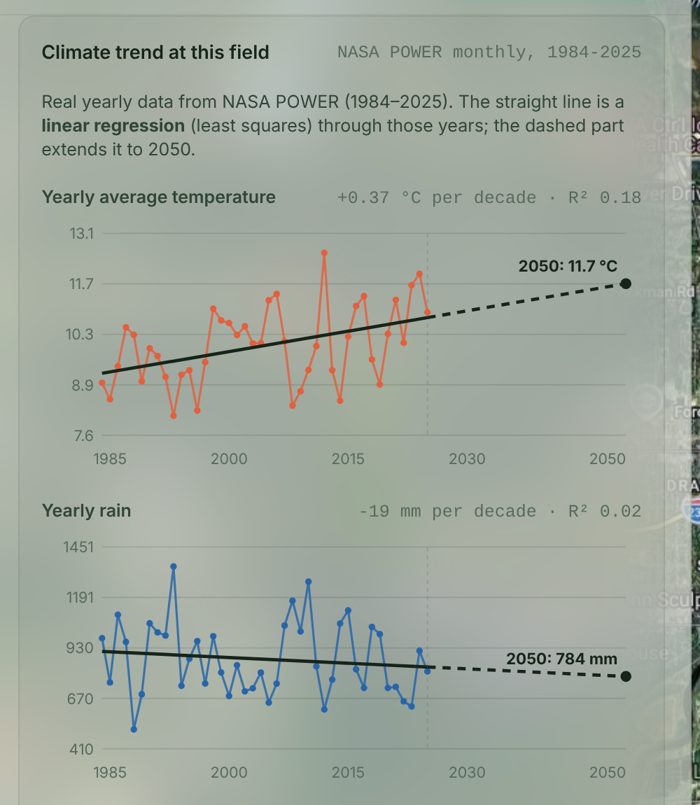 Climate trend at this field
NASA POWER monthly, 1984-2025
Real yearly data from NASA POWER (1984–2025). The straight line is a
linear regression (least squares) through those years; the dashed part
extends it to 2050.
Yearly average temperature
+0.37 °C per decade · R² 0.18
13.1
11.7
10.3
8.9
7.6
2050: 11.7 °C
1985
2000
2015
2030
2050
Yearly rain
-19 mm per decade · R² 0.02
1451
1191
930
670
410
2050: 784 mm
1985
2000
2015
2030
2050